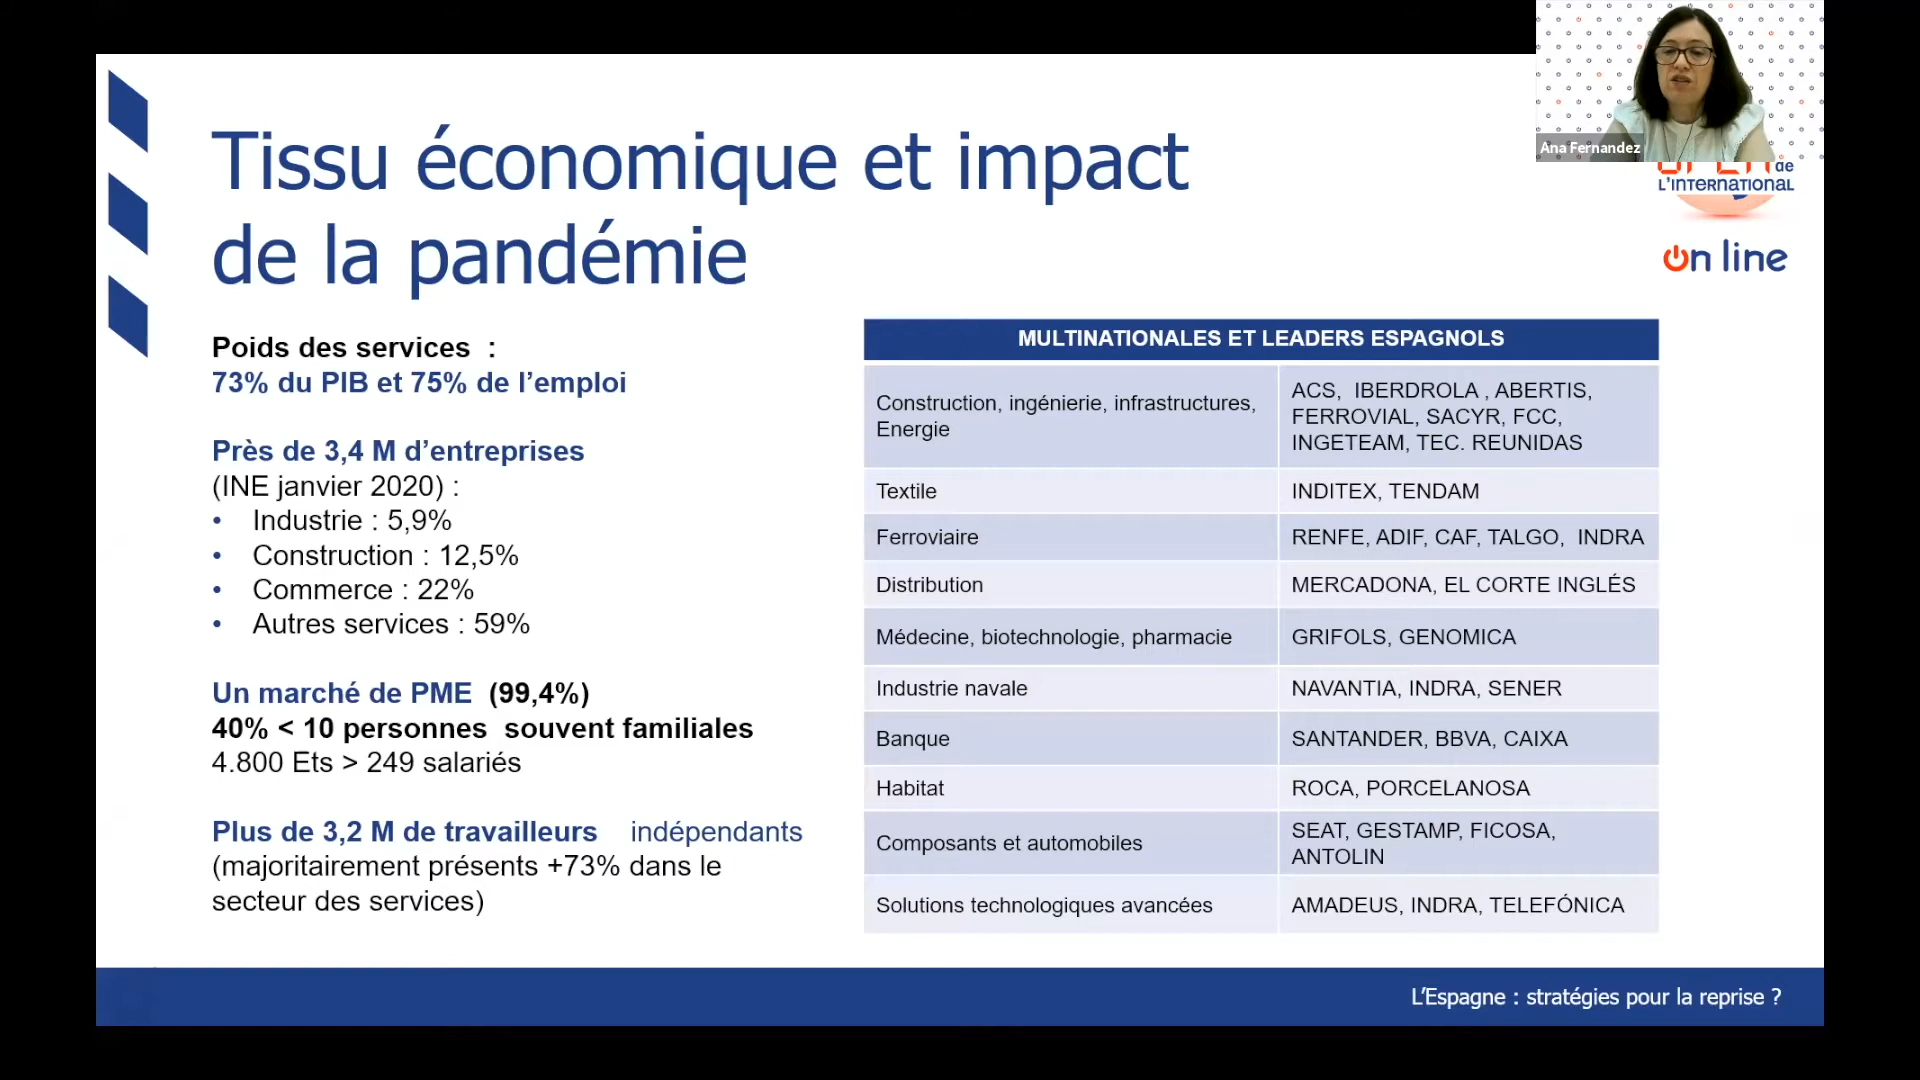 Ana Fernandez
Tissu économique et impact
de la pandémie
de
L'INTERNATIONAL
on line
Poids des services :
73% du PIB et 75% de l'emploi
Près de 3,4 M d'entreprises
(INE janvier 2020) :
• Industrie : 5,9%
• Construction : 12,5%
• Commerce : 22%
• Autres services : 59%
Un marché de PME (99,4%)
40% < 10 personnes souvent familiales
4.800 Ets > 249 salariés
Plus de 3,2 M de travailleurs indépendants
(majoritairement présents +73% dans le
secteur des services)
MULTINATIONALES ET LEADERS ESPAGNOLS
Construction, ingénierie, infrastructures,
Energie
ACS, IBERDROLA , ABERTIS,
FERROVIAL, SACYR, FCC,
INGETEAM, TEC. REUNIDAS
Textile
INDITEX, TENDAM
Ferroviaire
RENFE, ADIF, CAF, TALGO, INDRA
Distribution
MERCADONA, EL CORTE INGLÉS
Médecine, biotechnologie, pharmacie
GRIFOLS, GENOMICA
Industrie navale
NAVANTIA, INDRA, SENER
Banque
SANTANDER, BBVA, CAIXA
Habitat
ROCA, PORCELANOSA
Composants et automobiles
SEAT, GESTAMP, FICOSA,
ANTOLIN
Solutions technologiques avancées
AMADEUS, INDRA, TELEFÓNICA
L'Espagne : stratégies pour la reprise ?